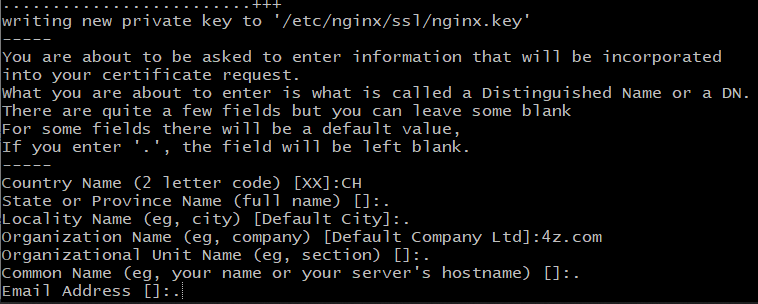 ..........................+++
writing new private key to '/etc/nginx/ssl/nginx.key'
-----
You are about to be asked to enter information that will be incorporated
into your certificate request.
What you are about to enter is what is called a Distinguished Name or a DN.
There are quite a few fields but you can leave some blank
For some fields there will be a default value,
If you enter '.', the field will be left blank.
-----
Country Name (2 letter code) [XX]:CH
State or Province Name (full name) []:.
Locality Name (eg, city) [Default City]:.
Organization Name (eg, company) [Default Company Ltd]:4z.com
Organizational Unit Name (eg, section) []:.
Common Name (eg, your name or your server's hostname) []:.
Email Address []:.